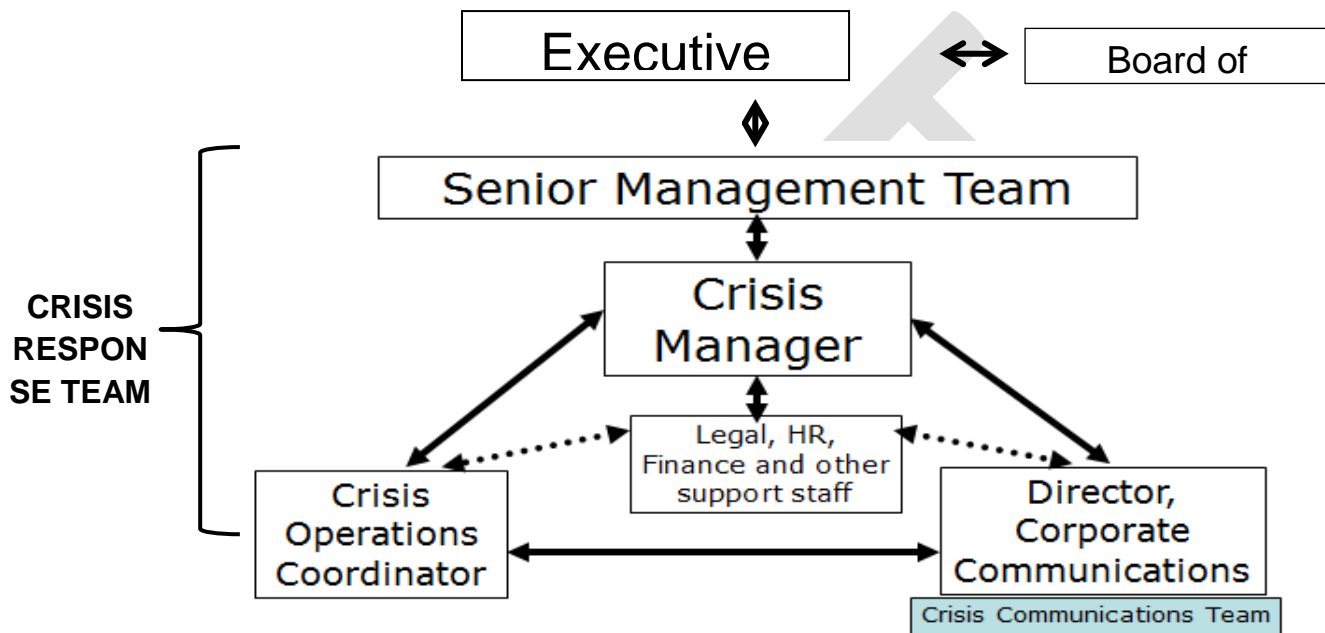 Executive
Board of
Senior Management Team
Crisis
Manager
CRISIS
RESPON
SE TEAM
Legal, HR,
Finance and other
support staff
Crisis
Operations
Coordinator
Director,
Corporate
Communications
Crisis Communications Team